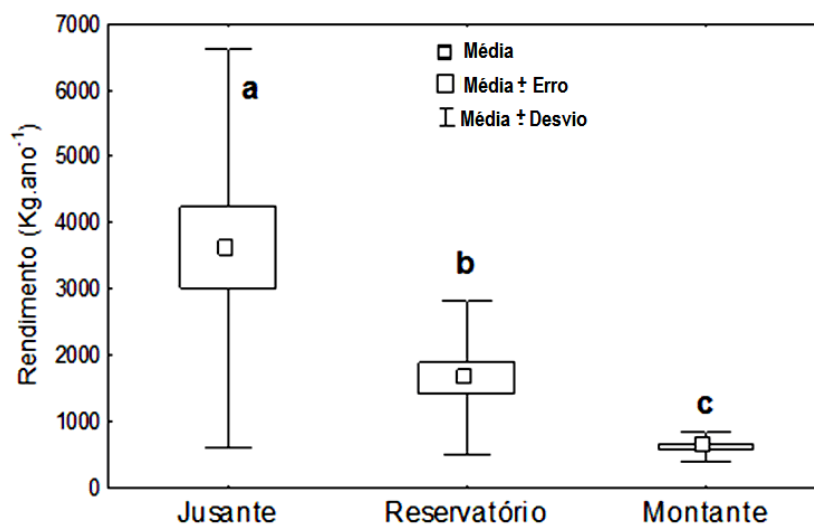 7000
6000
5000
4000
3000
2000
1000
0
Rendimento (Kg.ano⁻¹)
Média
Média ± Erro
Média ± Desvio
a
b
c
Jusante
Reservatório
Montante